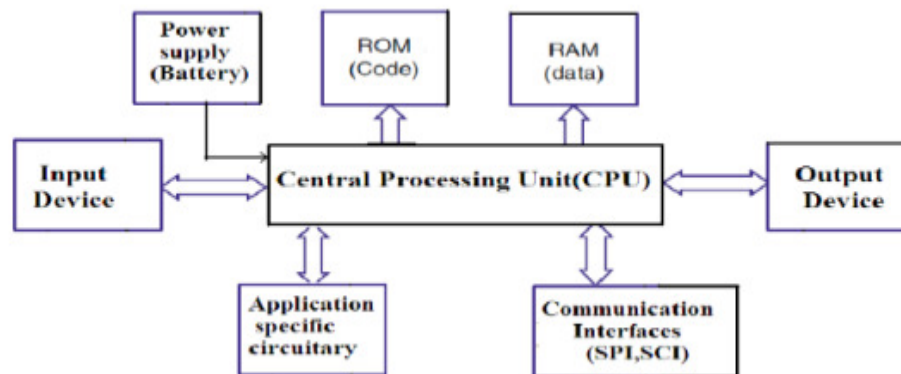 Power
supply
(Battery)
ROM
(Code)
RAM
(data)
Input
Device
Central Processing Unit(CPU)
Output
Device
Application
specific
circuitary
Communication
Interfaces
(SPI,SCI)